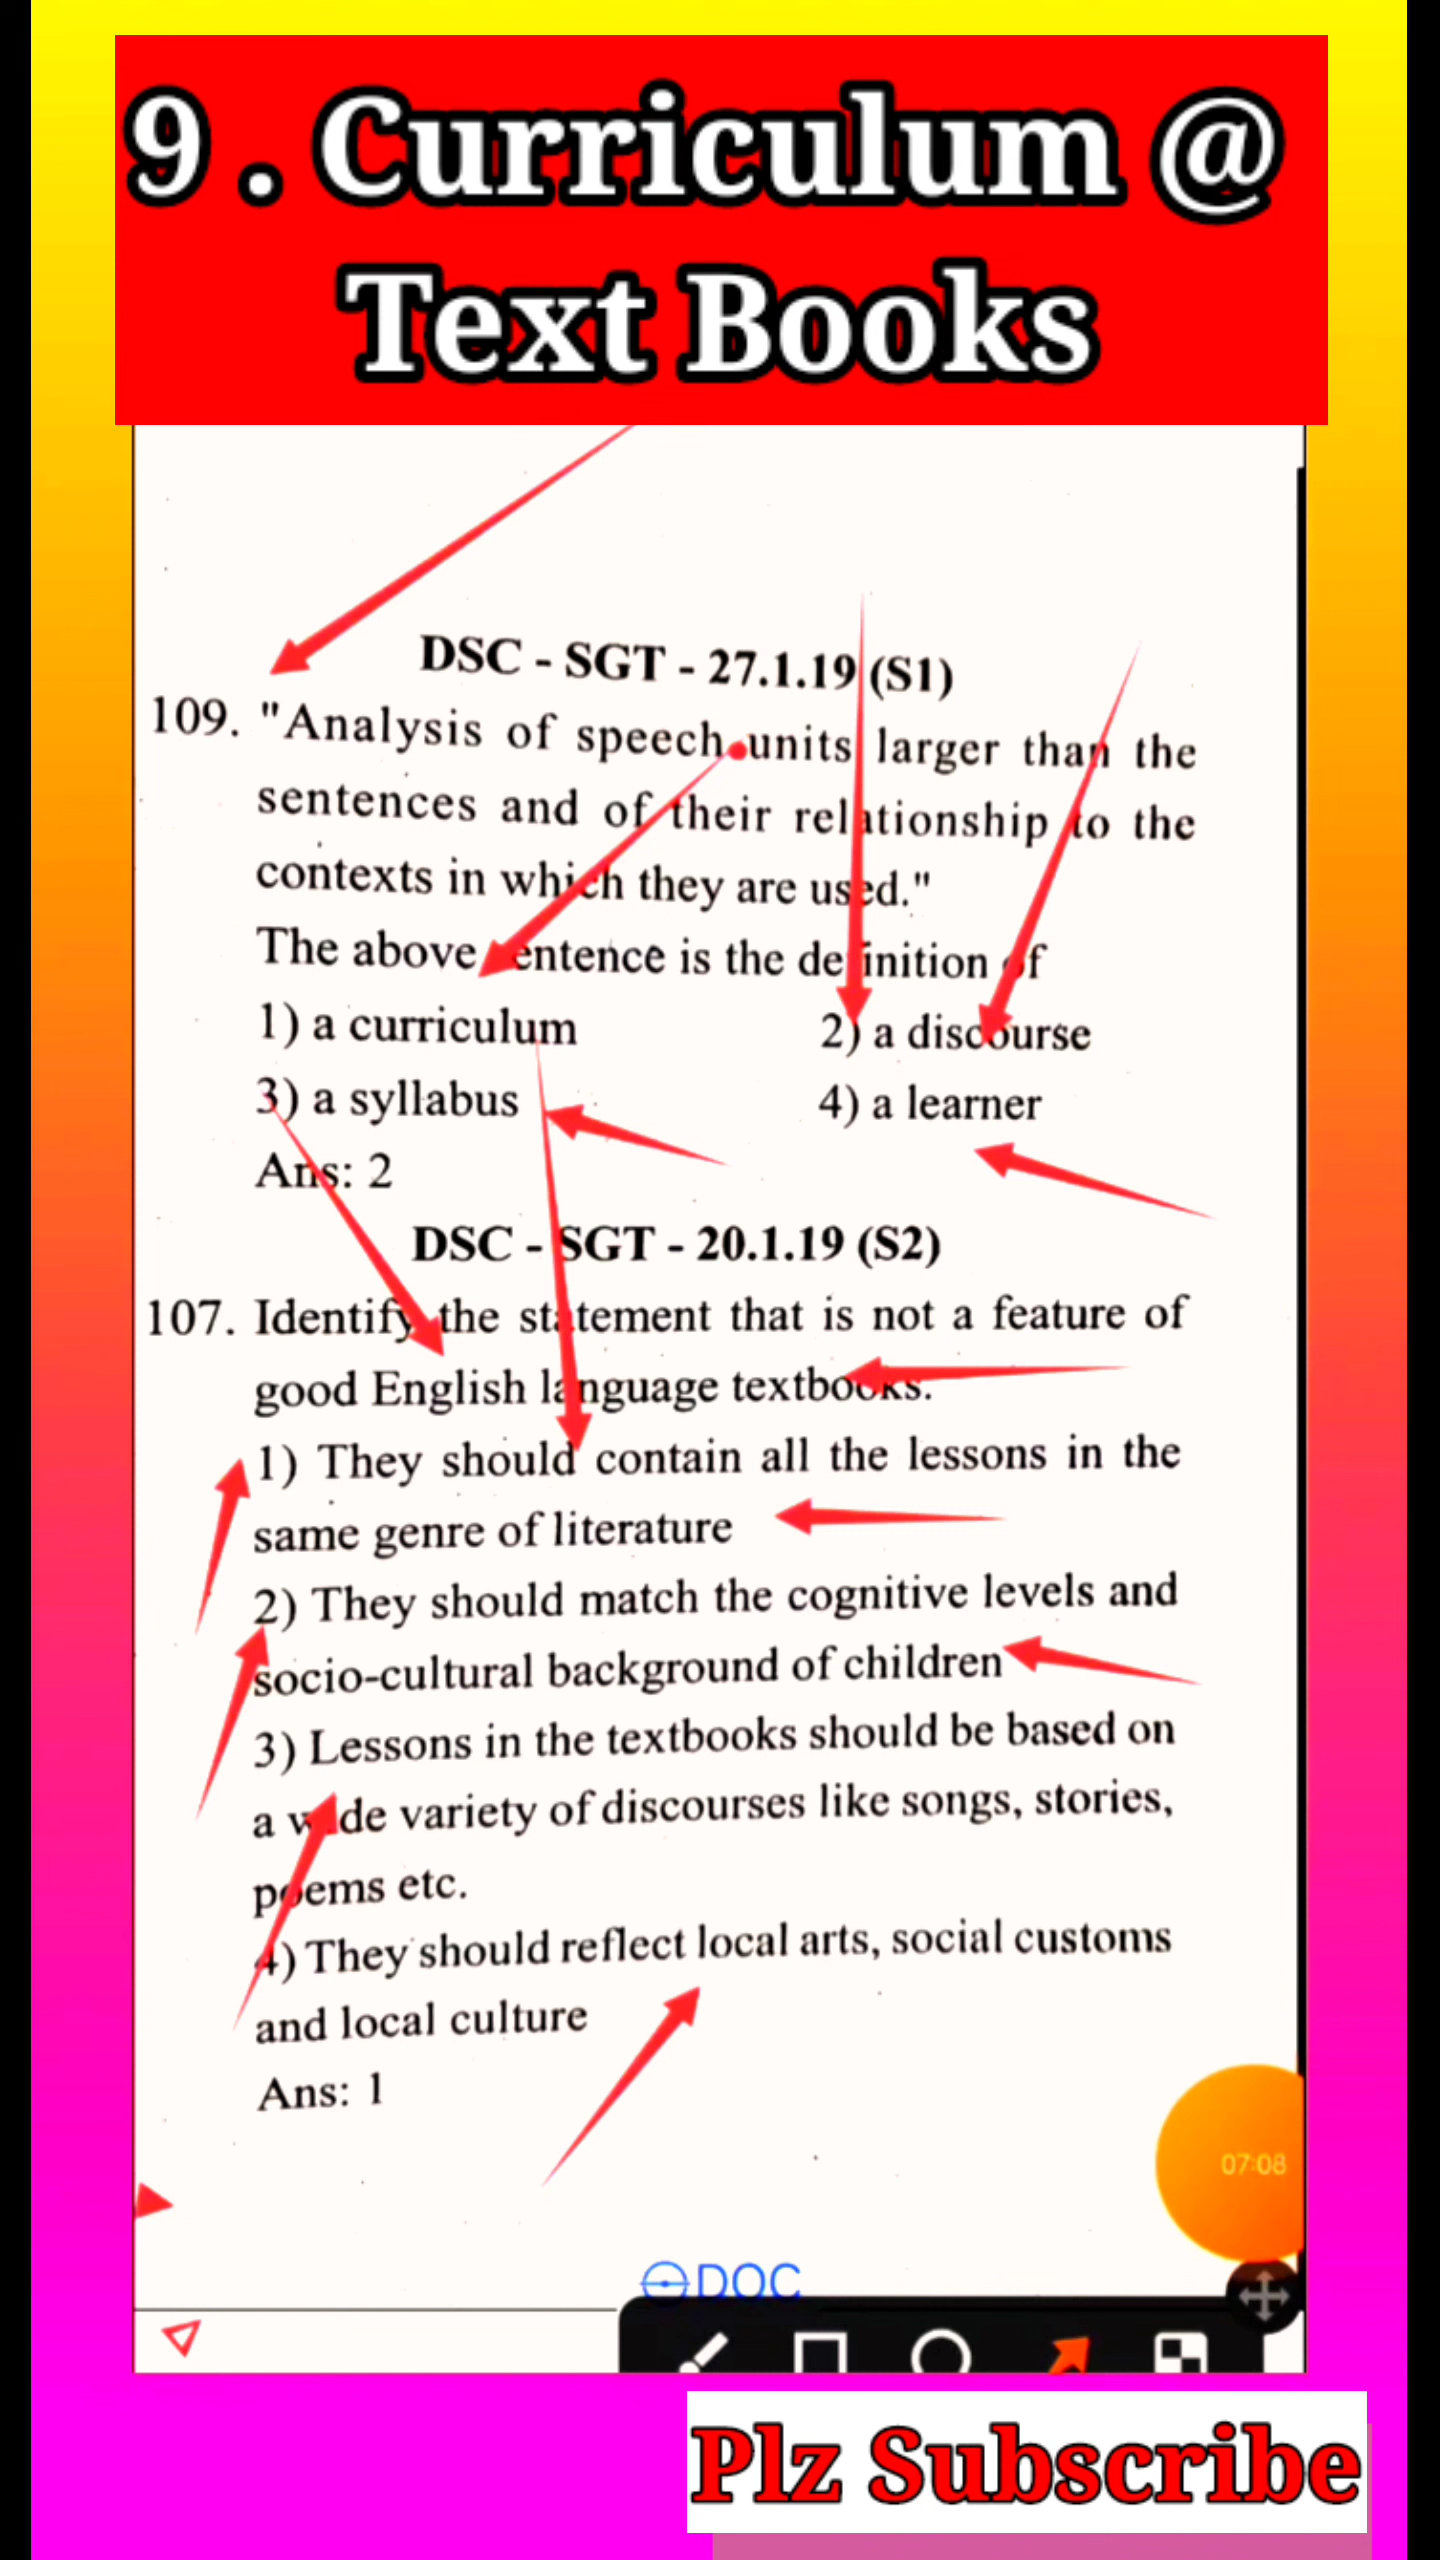 9 . Curriculum @
Text Books
DSC - SGT - 27.1.19 (S1)
109. "Analysis of speech units larger than the
sentences and of their relationship to the
contexts in which they are used."
The above sentence is the definition of
1) a curriculum 2) a discourse
3) a syllabus 4) a learner
Ans: 2
DSC - SGT - 20.1.19 (S2)
107. Identify the statement that is not a feature of
good English language textbooks.
1) They should contain all the lessons in the
same genre of literature
2) They should match the cognitive levels and
socio-cultural background of children
3) Lessons in the textbooks should be based on
a wide variety of discourses like songs, stories,
poems etc.
4) They should reflect local arts, social customs
and local culture
Ans: 1
07:08
DOC
Plz Subscribe